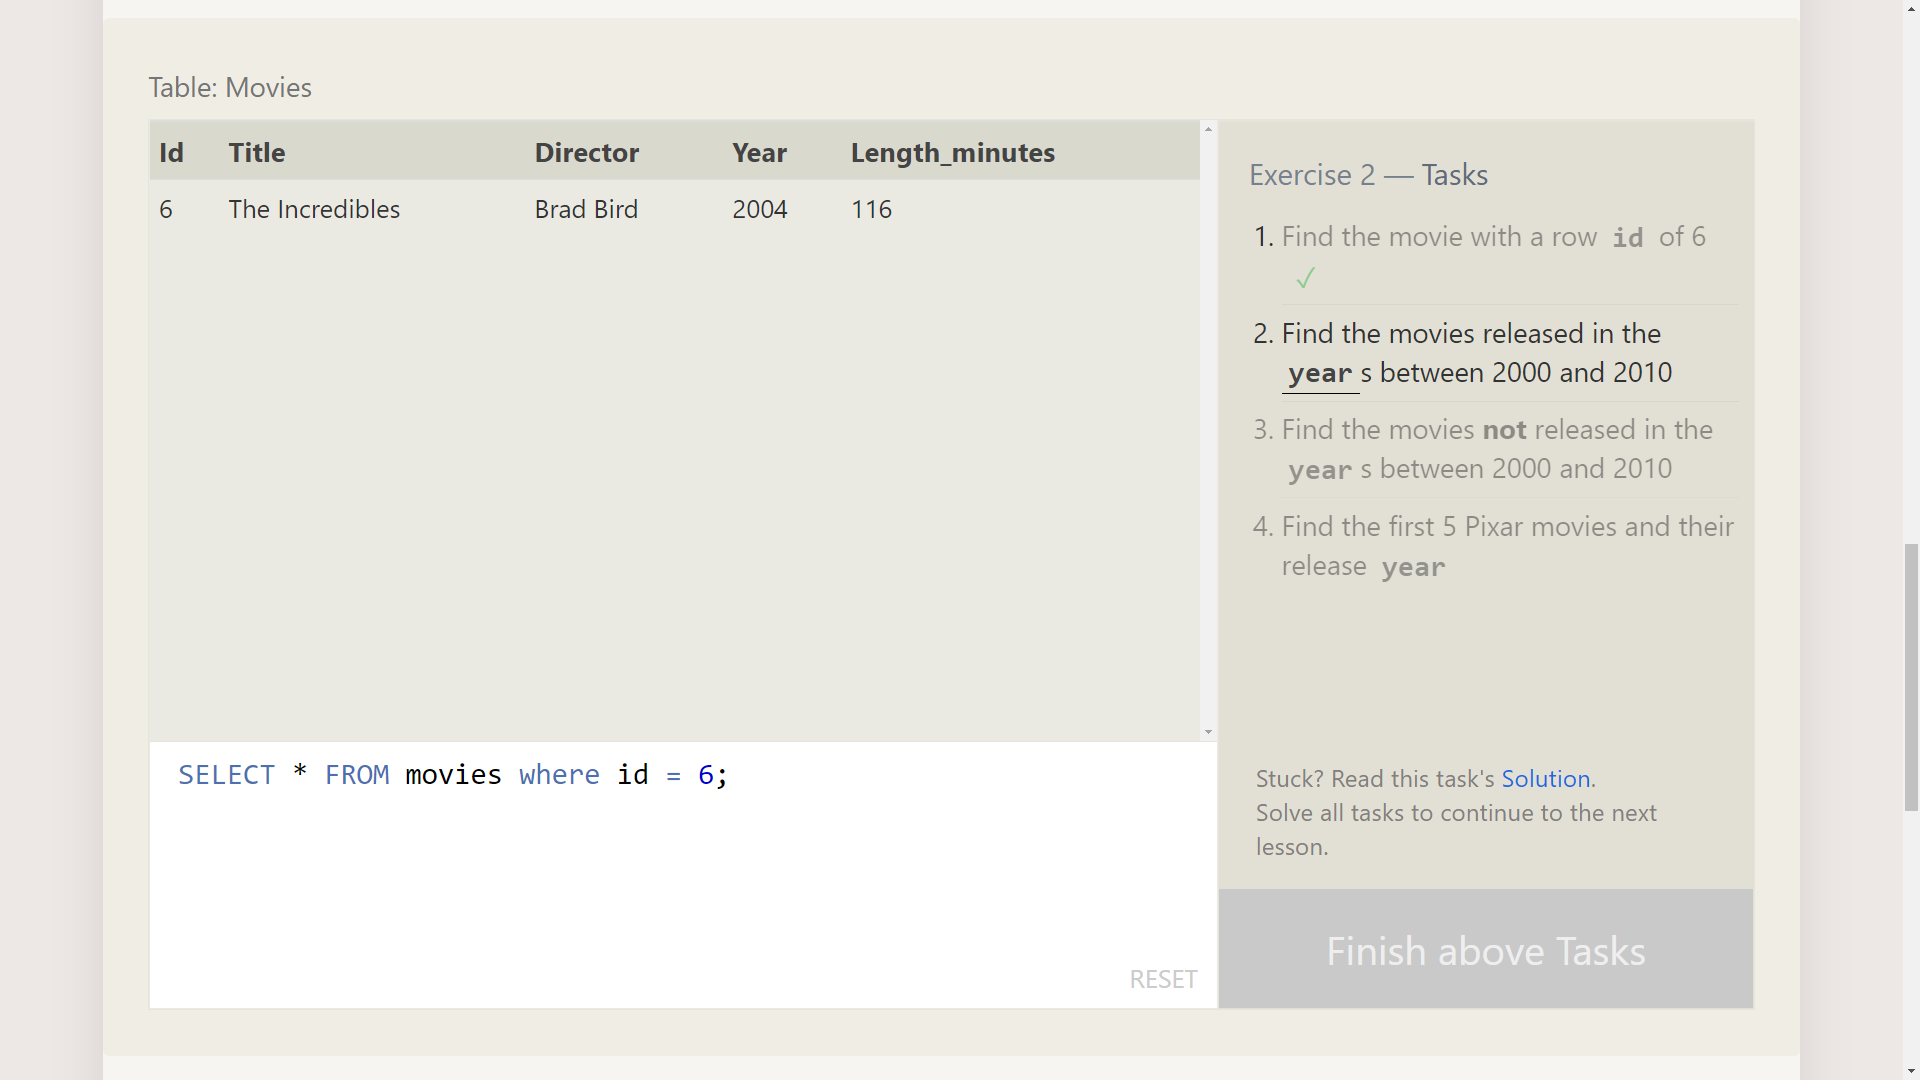 Table: Movies
Id Title Director Year Length_minutes
6 The Incredibles Brad Bird 2004 116
SELECT * FROM movies where id = 6;
RESET
Exercise 2 — Tasks
1. Find the movie with a row id of 6
✓
2. Find the movies released in the
year s between 2000 and 2010
3. Find the movies not released in the
year s between 2000 and 2010
4. Find the first 5 Pixar movies and their
release year
Stuck? Read this task's Solution.
Solve all tasks to continue to the next
lesson.
Finish above Tasks